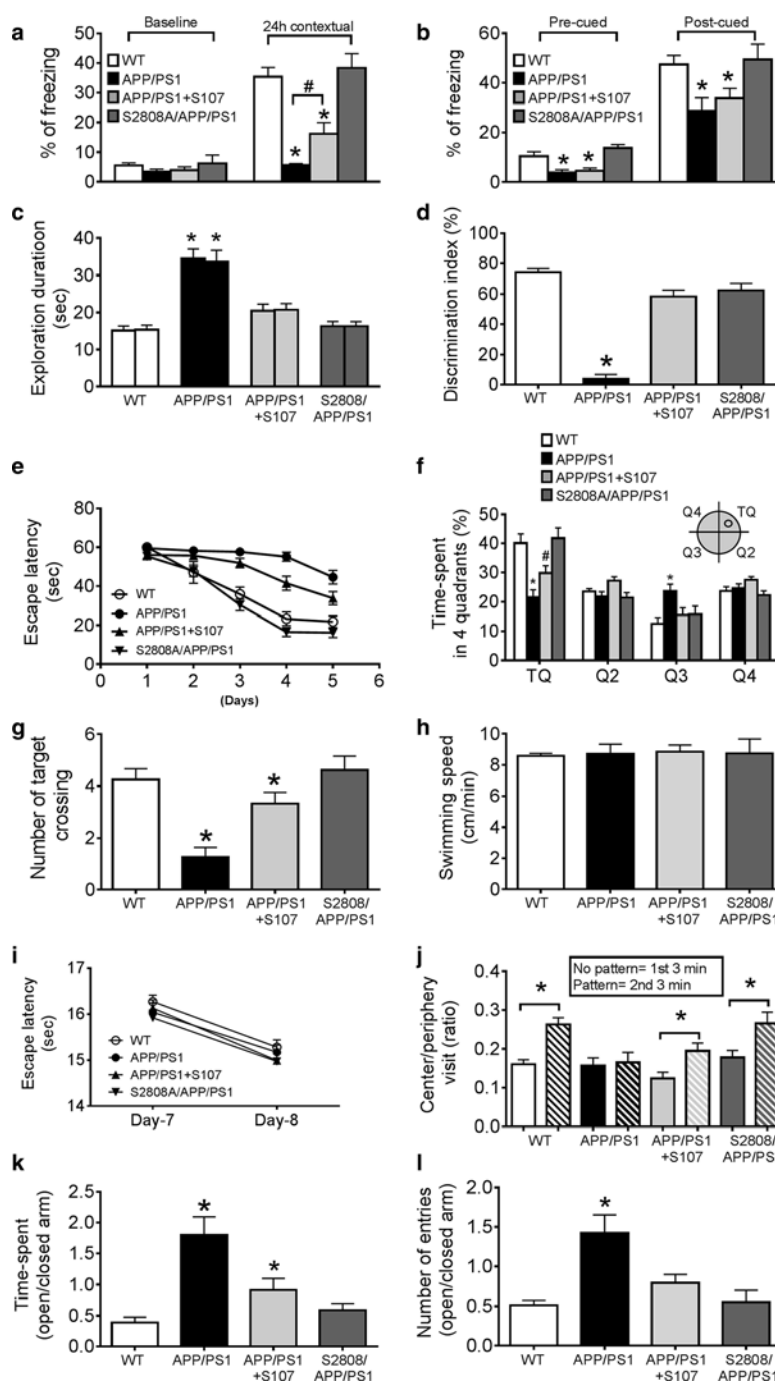 a
Baseline
24h contextual
WT
APP/PS1
APP/PS1+S107
S2808A/APP/PS1
#
*
*
% of freezing
60
40
20
0
b
Pre-cued
Post-cued
WT
APP/PS1
APP/PS1+S107
S2808A/APP/PS1
* *
* *
% of freezing
60
40
20
0
c
Exploration duratioon
(sec)
40
30
20
10
0
* *
WT
APP/PS1
APP/PS1
+S107
S2808/
APP/PS1
d
Discrimination index (%)
100
80
60
40
20
0
*
WT
APP/PS1
APP/PS1
+S107
S2808/
APP/PS1
e
Escape latency
(sec)
80
60
40
20
0
WT
APP/PS1
APP/PS1+S107
S2808A/APP/PS1
0 1 2 3 4 5 6
(Days)
f
WT
APP/PS1
APP/PS1+S107
S2808A/APP/PS1
Q4 TQ
Q3 Q2
Time-spent
in 4 quadrants (%)
50
40
30
20
10
0
*
#
*
TQ Q2 Q3 Q4
g
Number of target
crossing
6
4
2
0
*
*
WT
APP/PS1
APP/PS1
+S107
S2808/
APP/PS1
h
Swimming speed
(cm/min)
10
8
6
4
2
0
WT
APP/PS1
APP/PS1
+S107
S2808/
APP/PS1
i
Escape latency
(sec)
17
16
15
14
WT
APP/PS1
APP/PS1+S107
S2808A/APP/PS1
Day-7 Day-8
j
No pattern= 1st 3 min
Pattern= 2nd 3 min
Center/periphery
visit (ratio)
0.4
0.3
0.2
0.1
0.0
*
*
*
WT
APP/PS1
APP/PS1
+S107
S2808/
APP/PS1
k
Time-spent
(open/closed arm)
2.5
2.0
1.5
1.0
0.5
0.0
*
*
WT
APP/PS1
APP/PS1
+S107
S2808/
APP/PS1
l
Number of entries
(open/closed arm)
2.0
1.5
1.0
0.5
0.0
*
WT
APP/PS1
APP/PS1
+S107
S2808/
APP/PS1